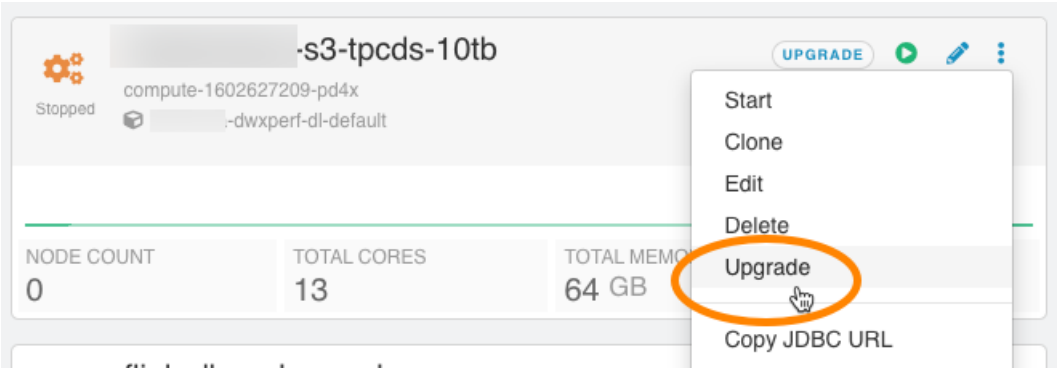 -s3-tpcds-10tb
UPGRADE
Stopped
compute-1602627209-pd4x
-dwxperf-dl-default
Start
Clone
Edit
Delete
Upgrade
Copy JDBC URL
NODE COUNT
0
TOTAL CORES
13
TOTAL MEMO
64 GB